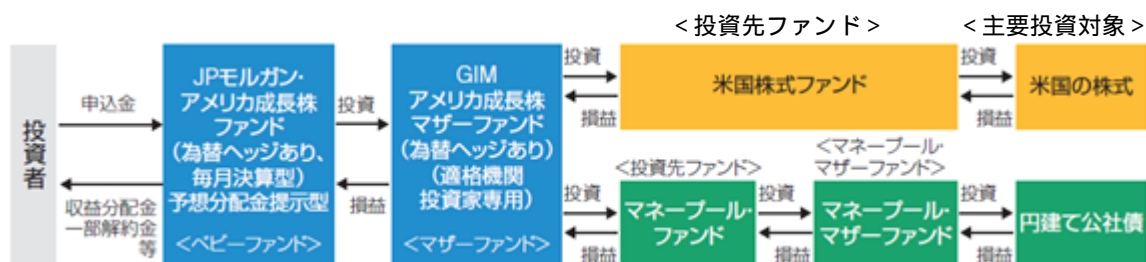 <投資先ファンド>
<主要投資対象>
投資者
申込金
収益分配金
一部解約金
等
JPモルガン・
アメリカ成長株
ファンド
(為替ヘッジあり、
毎月決算型)
予想分配金提示型
<ベビーファンド>
投資
損益
GIM
アメリカ成長株
マザーファンド
(為替ヘッジあり)
(適格機関
投資家専用)
<マザーファンド>
投資
損益
米国株式ファンド
投資
損益
米国の株式
<投資先ファンド>
<マネープール・
マザーファンド>
投資
損益
マネープール・
ファンド
投資
損益
マネープール・
マザーファンド
投資
損益
円建て公社債